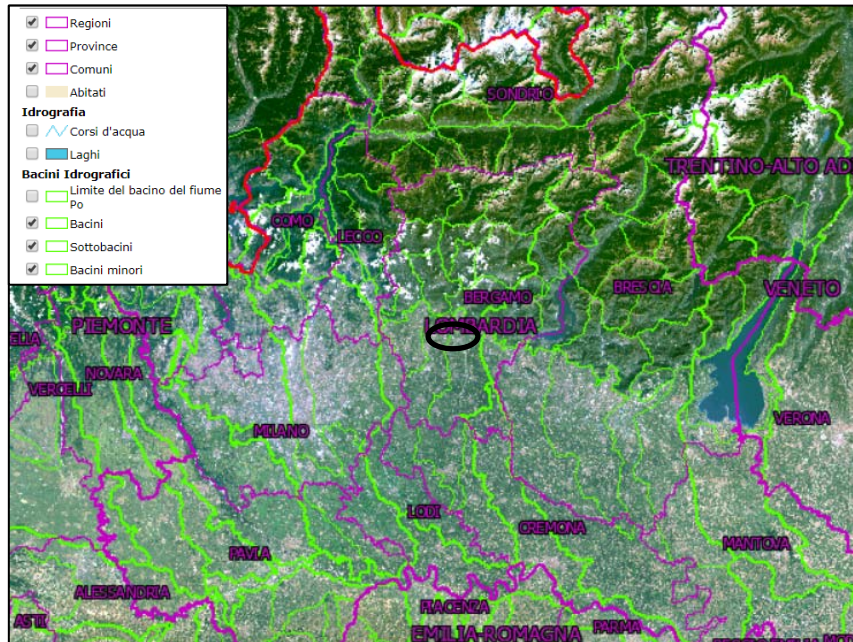 Regioni
Province
Comuni
Abitati
Idrografia
Corsi d'acqua
Laghi
Bacini Idrografici
Limite del bacino del fiume
Po
Bacini
Sottobacini
Bacini minori
SONDRIO
TRENTINO-ALTO AD
COMO
LECCO
BERGAMO
BRESCIA
VENETO
PIEMONTE
LOMBARDIA
ELLA
NOVARA
VERCELLI
MILANO
VERONA
LODI
CREMONA
PAVIA
MANTOVA
ALESSANDRIA
PIACENZA
ASTI
EMILIA-ROMAGNA
PARMA